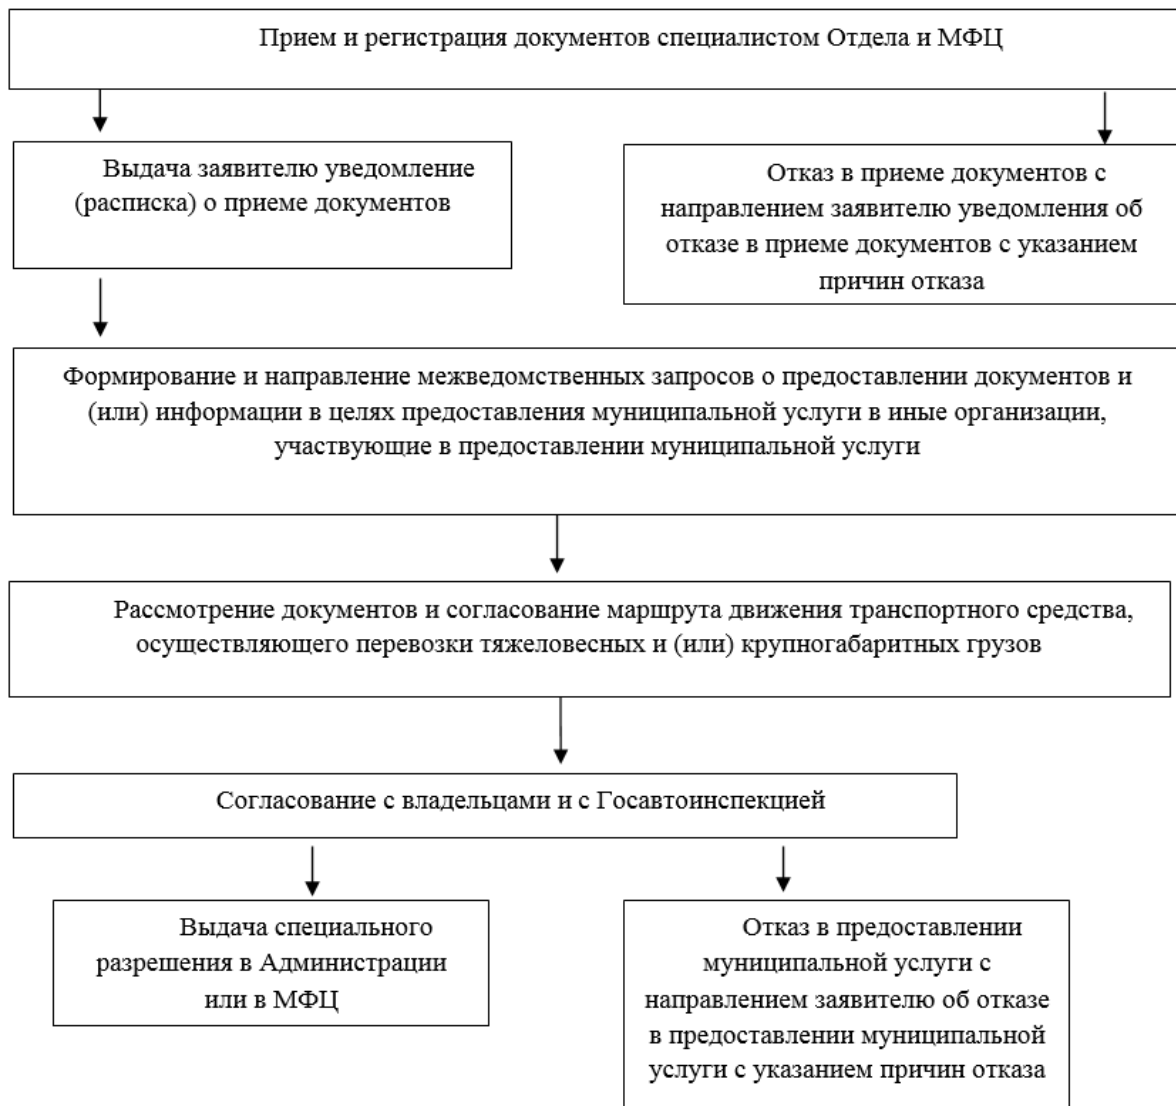 Прием и регистрация документов специалистом Отдела и МФЦ
Выдача заявителю уведомление
(расписка) о приеме документов
Отказ в приеме документов с
направлением заявителю уведомления об
отказе в приеме документов с указанием
причин отказа
Формирование и направление межведомственных запросов о предоставлении документов и
(или) информации в целях предоставления муниципальной услуги в иные организации,
участвующие в предоставлении муниципальной услуги
Рассмотрение документов и согласование маршрута движения транспортного средства,
осуществляющего перевозки тяжеловесных и (или) крупногабаритных грузов
Согласование с владельцами и с Госавтоинспекцией
Выдача специального
разрешения в Администрации
или в МФЦ
Отказ в предоставлении
муниципальной услуги с
направлением заявителю об отказе
в предоставлении муниципальной
услуги с указанием причин отказа